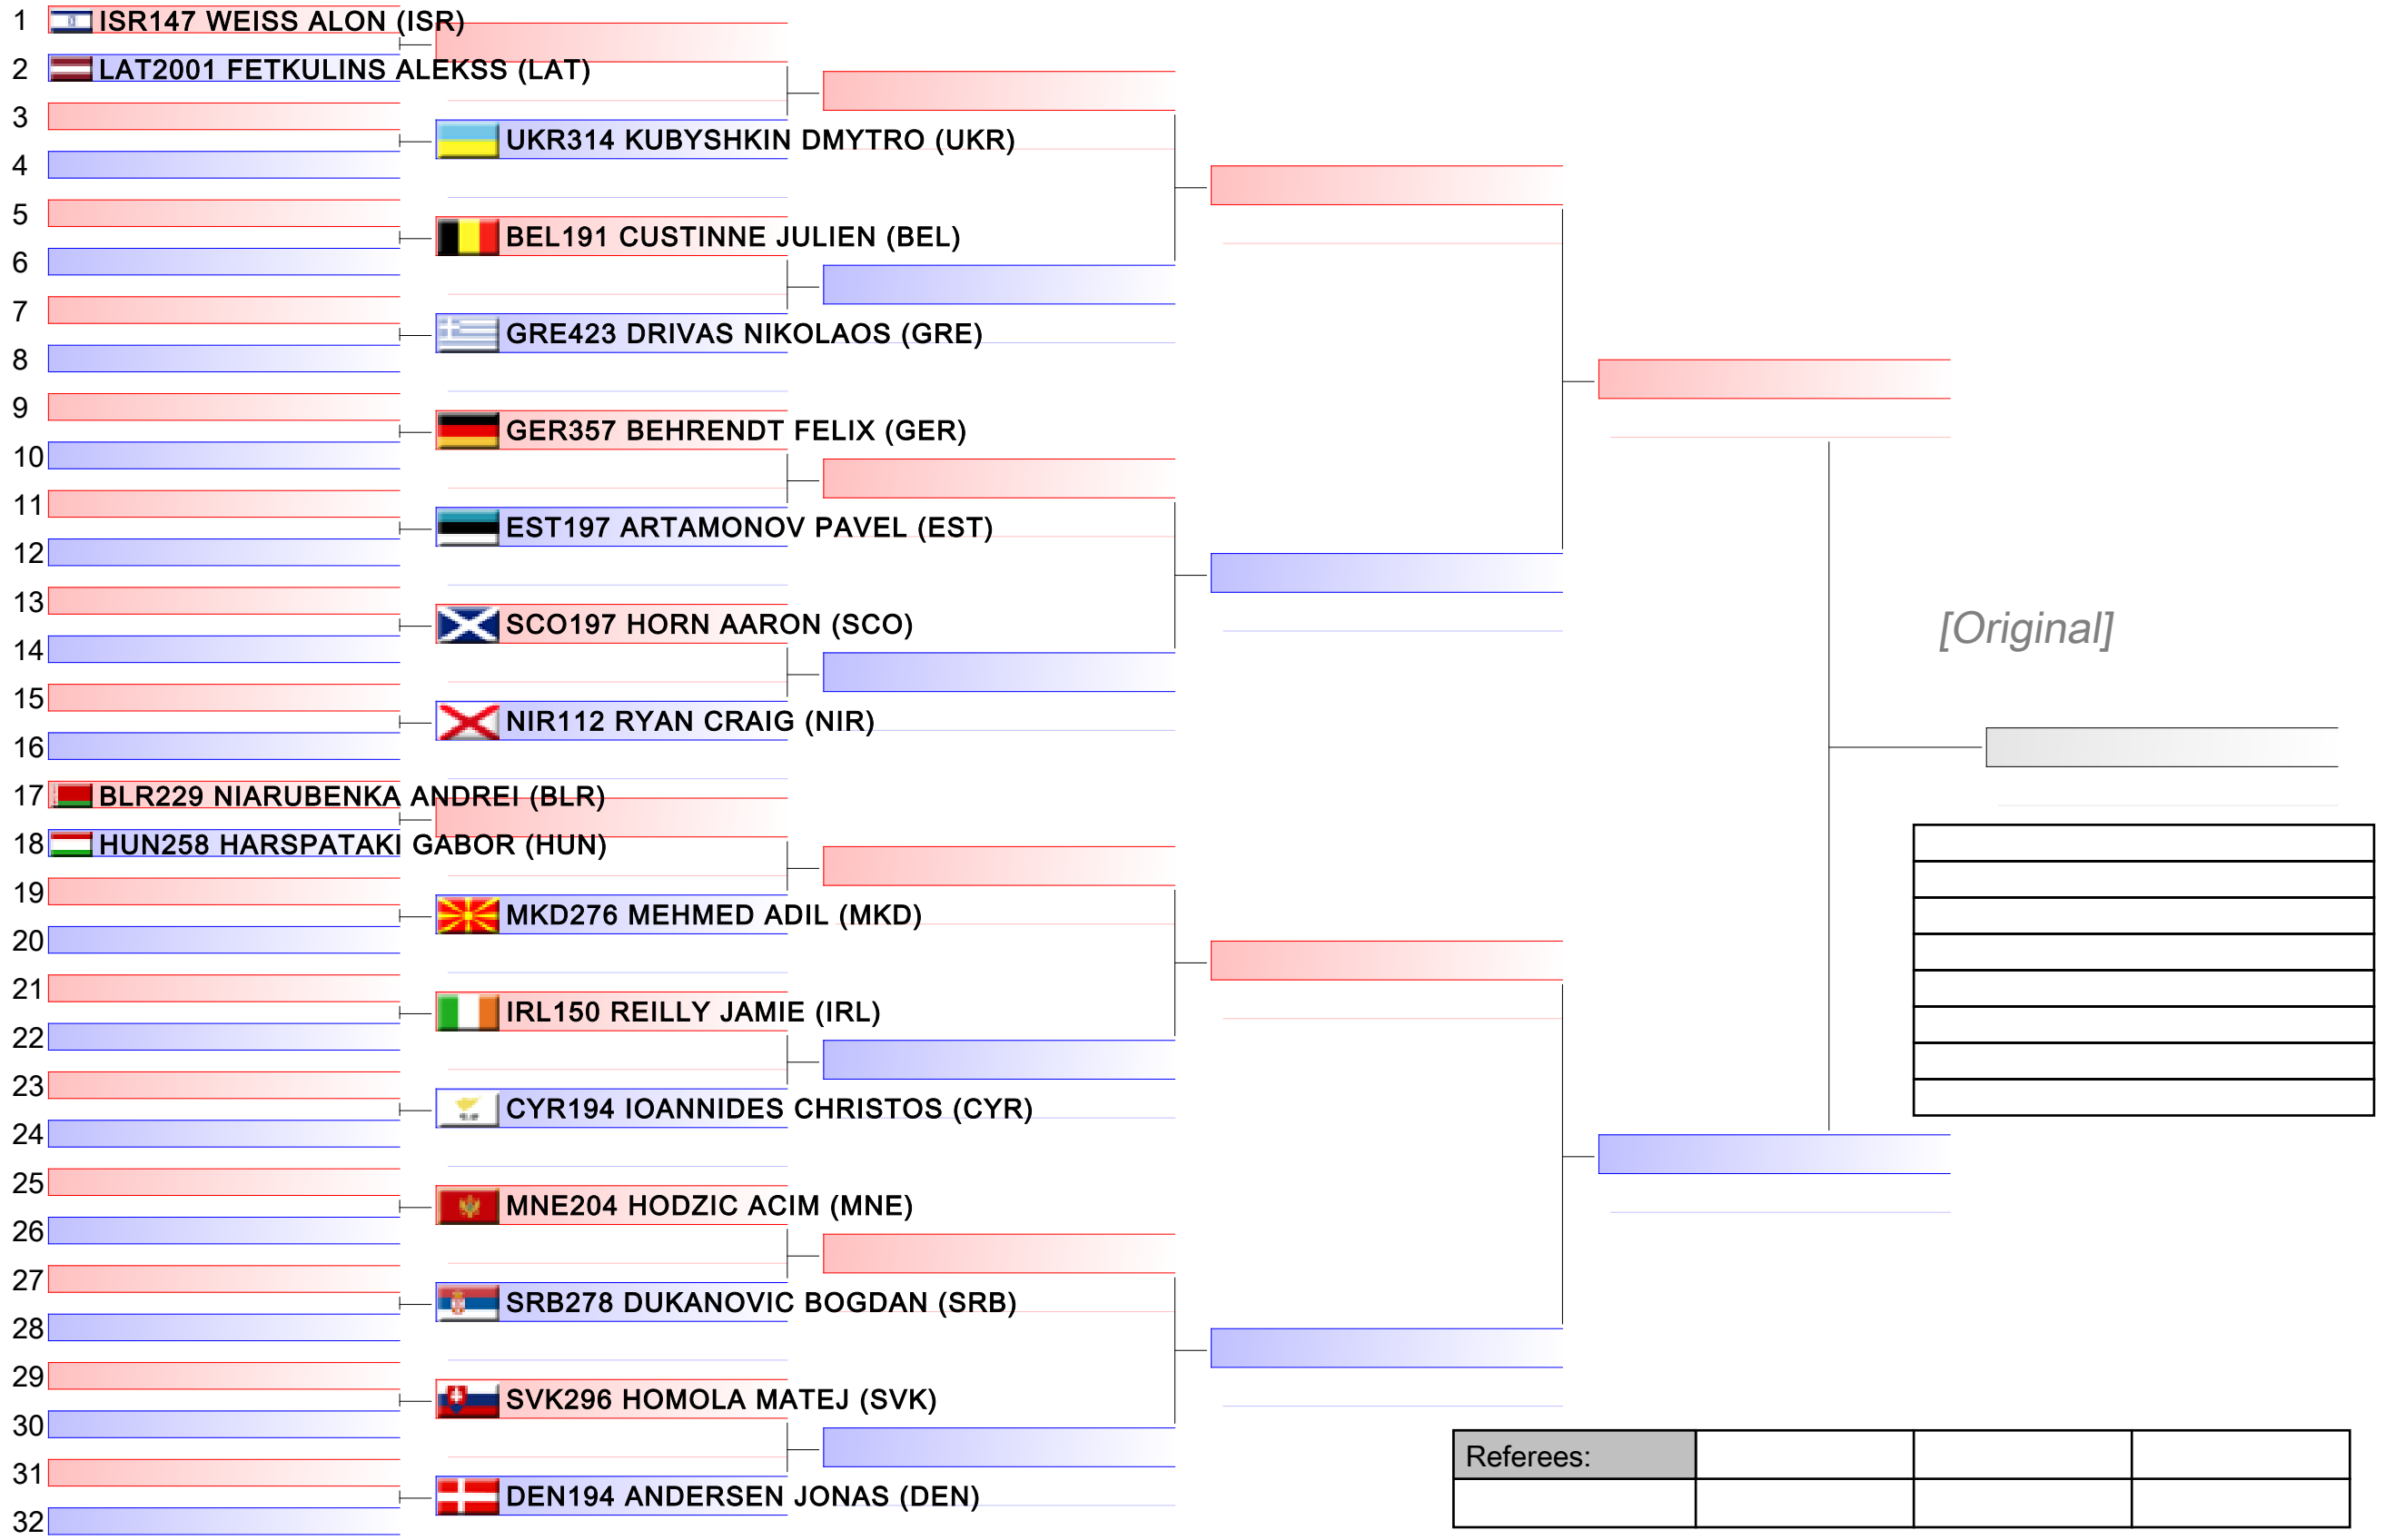 1 ISR147 WEISS ALON (ISR)
2 LAT2001 FETKULINS ALEKSS (LAT)
3
UKR314 KUBYSHKIN DMYTRO (UKR)
4
5
BEL191 CUSTINNE JULIEN (BEL)
6
7
GRE423 DRIVAS NIKOLAOS (GRE)
8
9
GER357 BEHRENDT FELIX (GER)
10
11
EST197 ARTAMONOV PAVEL (EST)
12
13
SCO197 HORN AARON (SCO)
[Original]
14
15
NIR112 RYAN CRAIG (NIR)
16
17 BLR229 NIARUBENKA ANDREI (BLR)
18 HUN258 HARSPATAKI GABOR (HUN)
19
MKD276 MEHMED ADIL (MKD)
20
21
IRL150 REILLY JAMIE (IRL)
22
23
CYR194 IOANNIDES CHRISTOS (CYR)
24
25
MNE204 HODZIC ACIM (MNE)
26
27
SRB278 DUKANOVIC BOGDAN (SRB)
28
29
SVK296 HOMOLA MATEJ (SVK)
30
Referees:
31
DEN194 ANDERSEN JONAS (DEN)
32